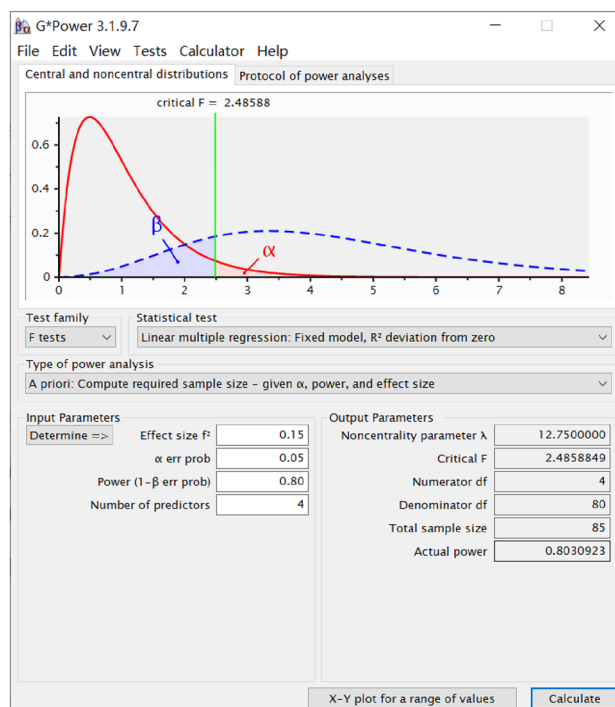 G*Power 3.1.9.7
File Edit View Tests Calculator Help
Central and noncentral distributions Protocol of power analyses
critical F = 2.48588
0.6
0.4
0.2
0
β
α
0 1 2 3 4 5 6 7 8
Test family Statistical test
F tests Linear multiple regression: Fixed model, R² deviation from zero
Type of power analysis
A priori: Compute required sample size – given α, power, and effect size
Input Parameters Output Parameters
Determine => Effect size f² 0.15 Noncentrality parameter λ 12.7500000
α err prob 0.05 Critical F 2.4858849
Power (1-β err prob) 0.80 Numerator df 4
Number of predictors 4 Denominator df 80
Total sample size 85
Actual power 0.8030923
X-Y plot for a range of values Calculate